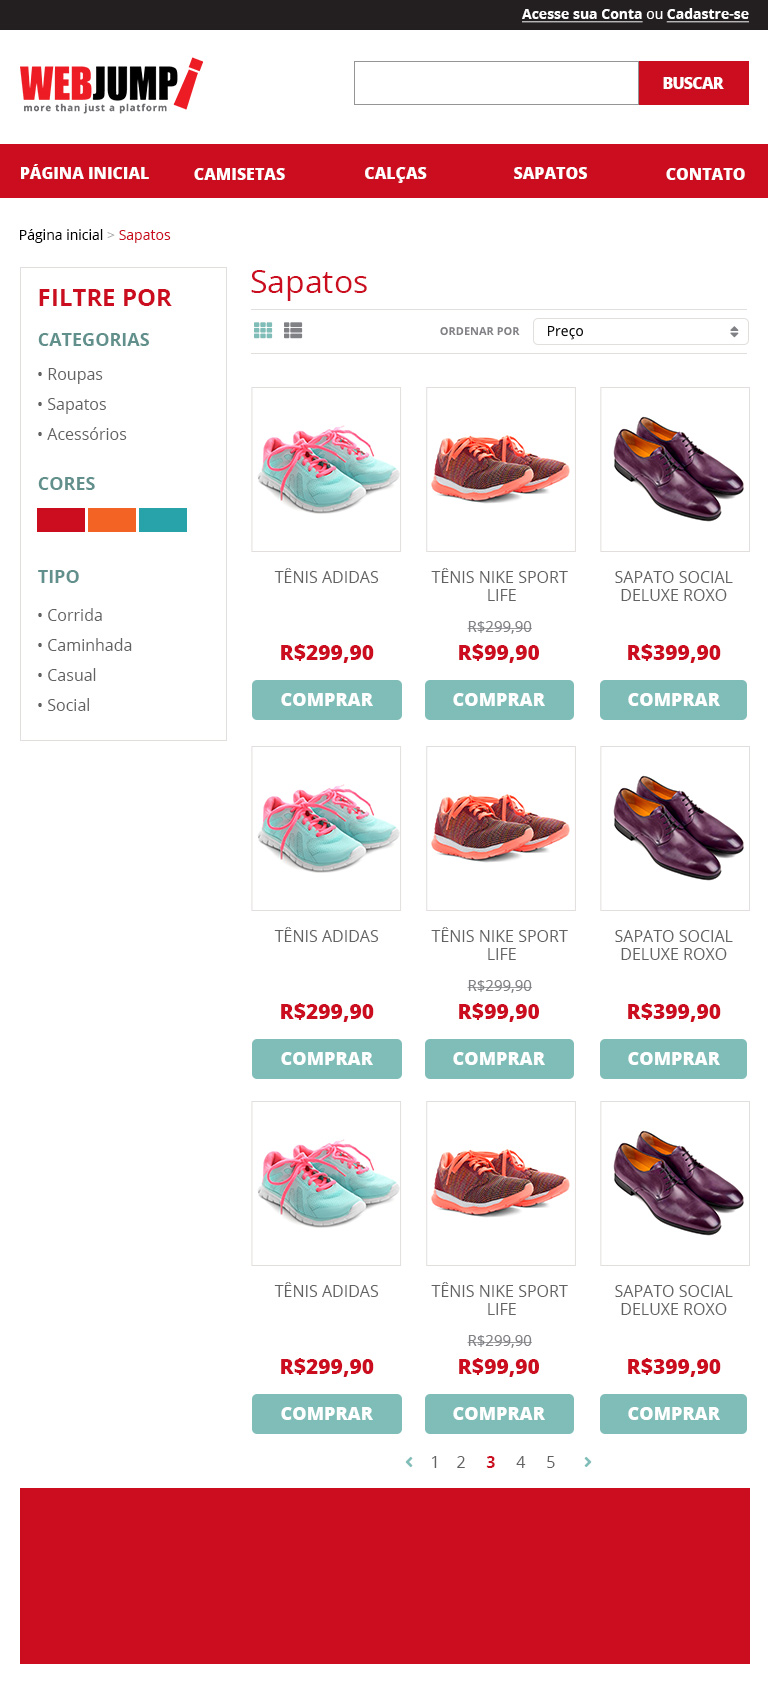 Acesse sua Conta ou Cadastre-se
WEBJUMP!
more than just a platform
BUSCAR
PÁGINA INICIAL CAMISETAS CALÇAS SAPATOS CONTATO
Página inicial > Sapatos
FILTRE POR
CATEGORIAS
• Roupas
• Sapatos
• Acessórios
CORES
TIPO
• Corrida
• Caminhada
• Casual
• Social
Sapatos
ORDENAR POR Preço
TÊNIS ADIDAS
R$299,90
COMPRAR
TÊNIS NIKE SPORT
LIFE
R$299,90
R$99,90
COMPRAR
SAPATO SOCIAL
DELUXE ROXO
R$399,90
COMPRAR
TÊNIS ADIDAS
R$299,90
COMPRAR
TÊNIS NIKE SPORT
LIFE
R$299,90
R$99,90
COMPRAR
SAPATO SOCIAL
DELUXE ROXO
R$399,90
COMPRAR
TÊNIS ADIDAS
R$299,90
COMPRAR
TÊNIS NIKE SPORT
LIFE
R$299,90
R$99,90
COMPRAR
SAPATO SOCIAL
DELUXE ROXO
R$399,90
COMPRAR
1 2 3 4 5